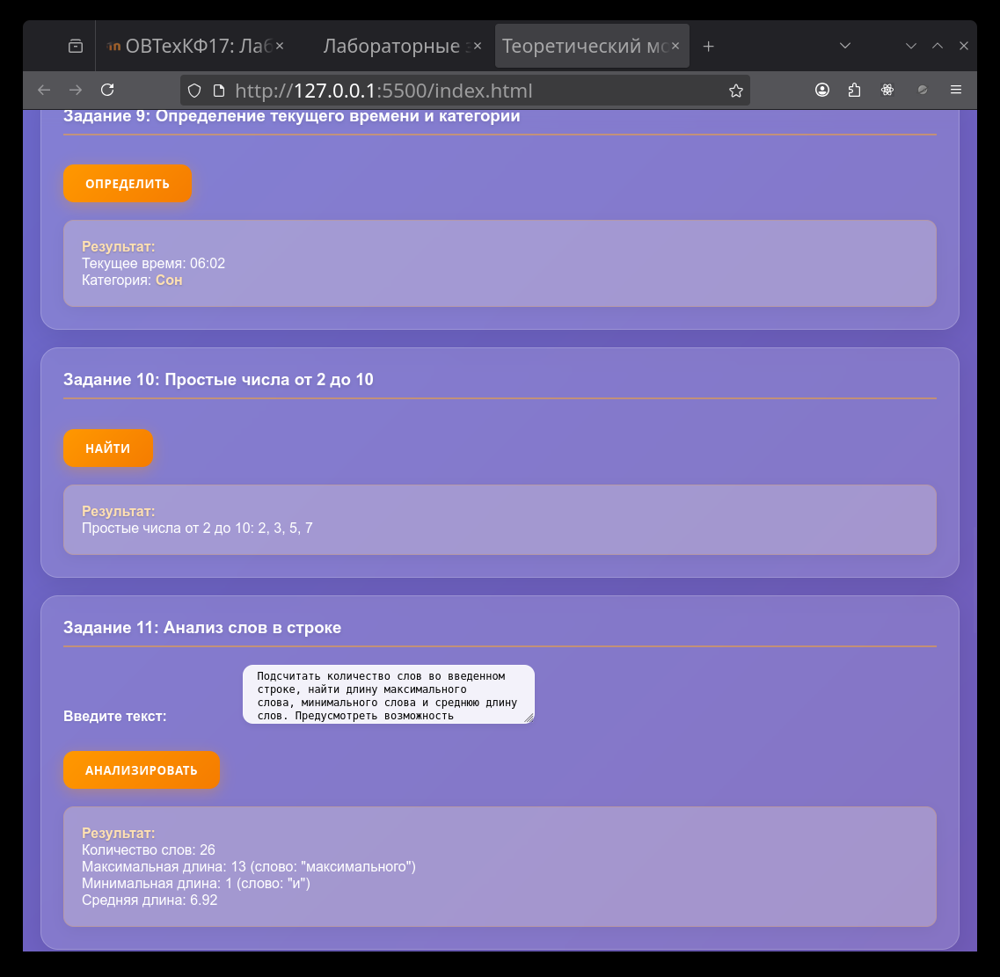 ОВТехКФ17: Лаб
Лабораторные
Теоретический мо
http://127.0.0.1:5500/index.html
Задание 9: Определение текущего времени и категории
ОПРЕДЕЛИТЬ
Результат:
Текущее время: 06:02
Категория: Сон
Задание 10: Простые числа от 2 до 10
НАЙТИ
Результат:
Простые числа от 2 до 10: 2, 3, 5, 7
Задание 11: Анализ слов в строке
Введите текст:
Подсчитать количество слов во введенном
строке, найти длину максимального
слова, минимального слова и среднюю длину
слов. Предусмотреть возможность
АНАЛИЗИРОВАТЬ
Результат:
Количество слов: 26
Максимальная длина: 13 (слово: "максимального")
Минимальная длина: 1 (слово: "и")
Средняя длина: 6.92